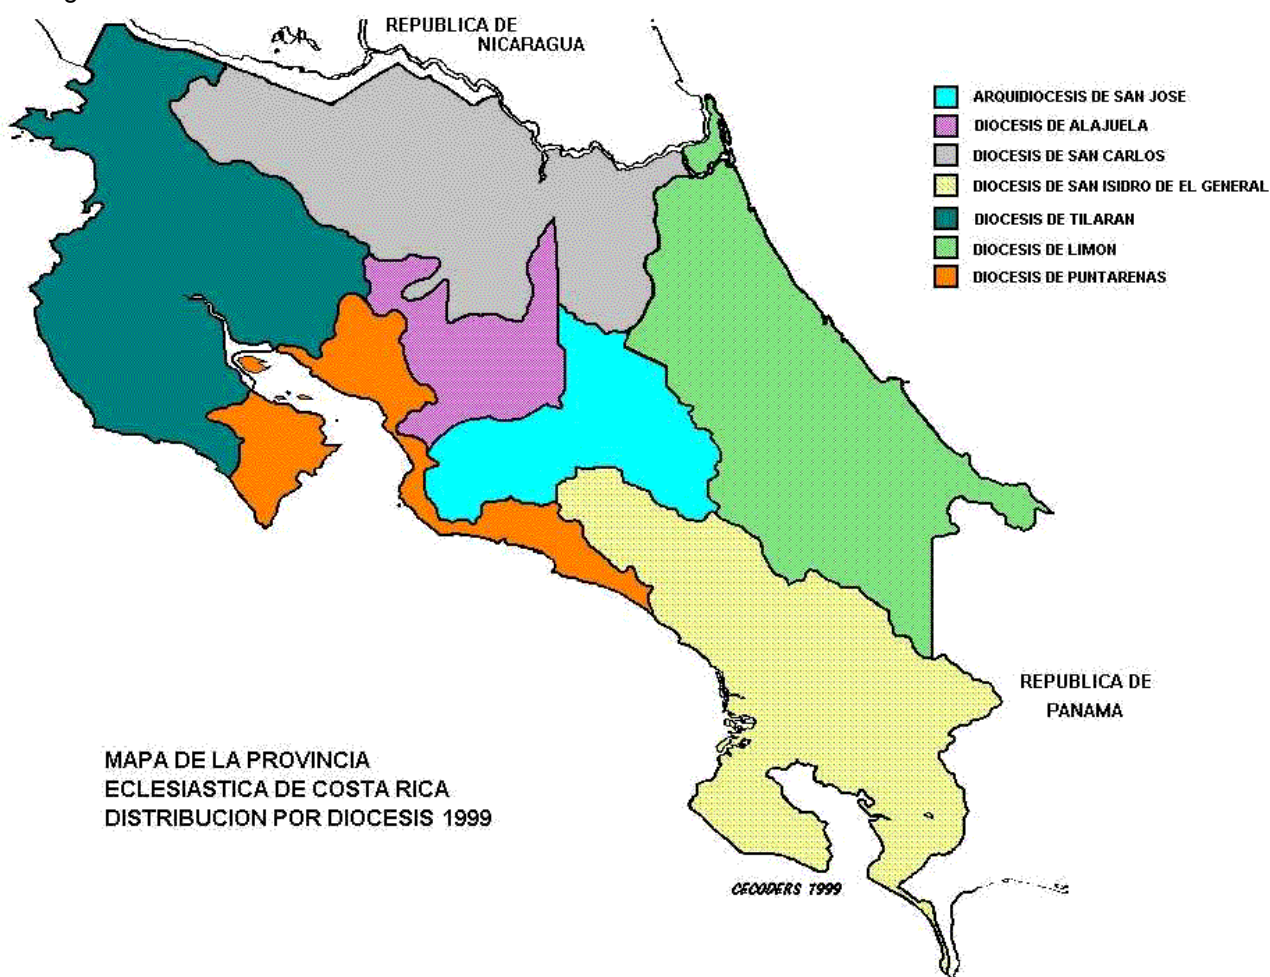 REPUBLICA DE
NICARAGUA
ARQUIDIOCESIS DE SAN JOSE
DIOCESIS DE ALAJUELA
DIOCESIS DE SAN CARLOS
DIOCESIS DE SAN ISIDRO DE EL GENERAL
DIOCESIS DE TILARAN
DIOCESIS DE LIMON
DIOCESIS DE PUNTARENAS
REPUBLICA DE
PANAMA
MAPA DE LA PROVINCIA
ECLESIASTICA DE COSTA RICA
DISTRIBUCION POR DIOCESIS 1999
CECODERS 1999